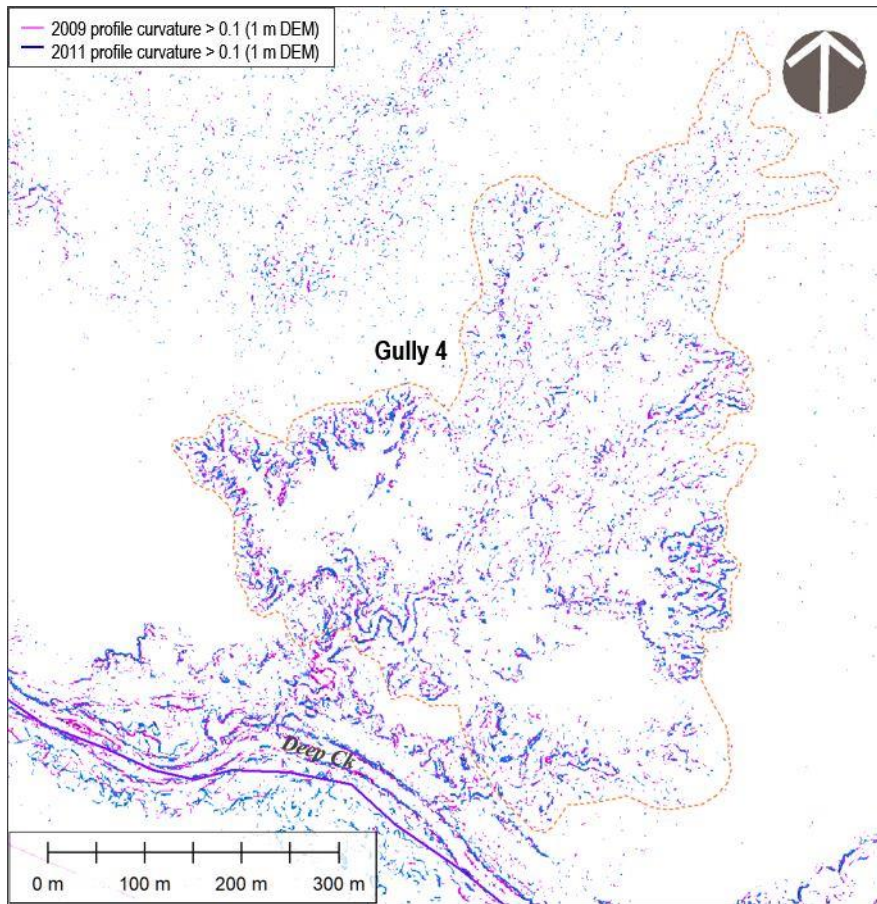 2009 profile curvature > 0.1 (1 m DEM)
2011 profile curvature > 0.1 (1 m DEM)
Gully 4
Deep Ck
0 m 100 m 200 m 300 m